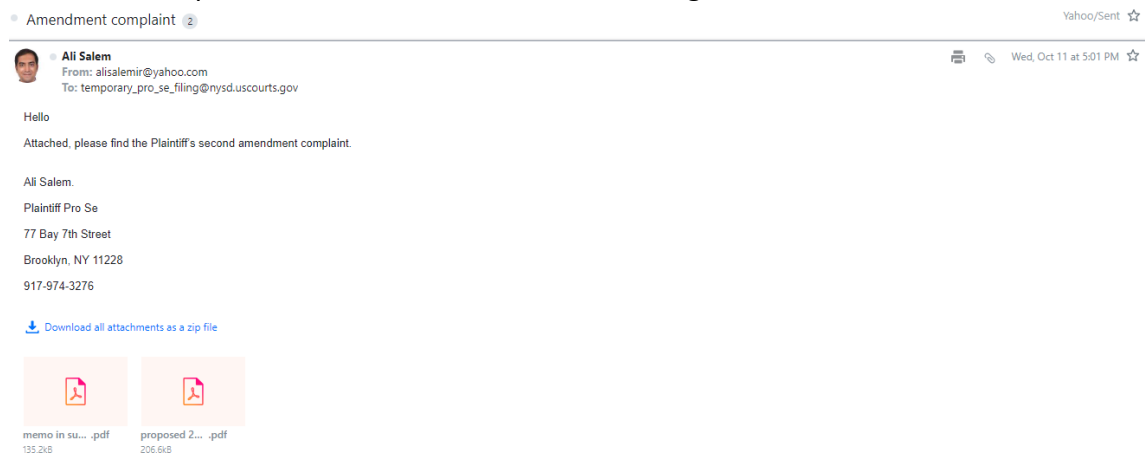 Amendment complaint 2
Yahoo/Sent
Ali Salem
From: alisalemir@yahoo.com
To: temporary_pro_se_filing@nysd.uscourts.gov
Wed, Oct 11 at 5:01 PM
Hello
Attached, please find the Plaintiff's second amendment complaint.
Ali Salem.
Plaintiff Pro Se
77 Bay 7th Street
Brooklyn, NY 11228
917-974-3276
Download all attachments as a zip file
memo in su... .pdf
135.2kB
proposed 2... .pdf
206.6kB